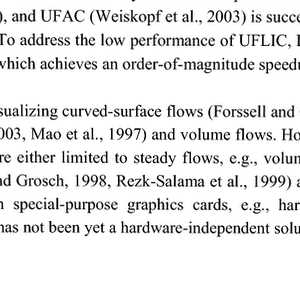 ), and UFAC (Weiskopf et al., 2003) is succe
To address the low performance of UFLIC,
which achieves an order-of-magnitude speedu
sualizing curved-surface flows (Forssell and
003, Mao et al., 1997) and volume flows. Ho
re either limited to steady flows, e.g., volum
nd Grosch, 1998, Rezk-Salama et al., 1999) a
n special-purpose graphics cards, e.g., har
has not been yet a hardware-independent solu